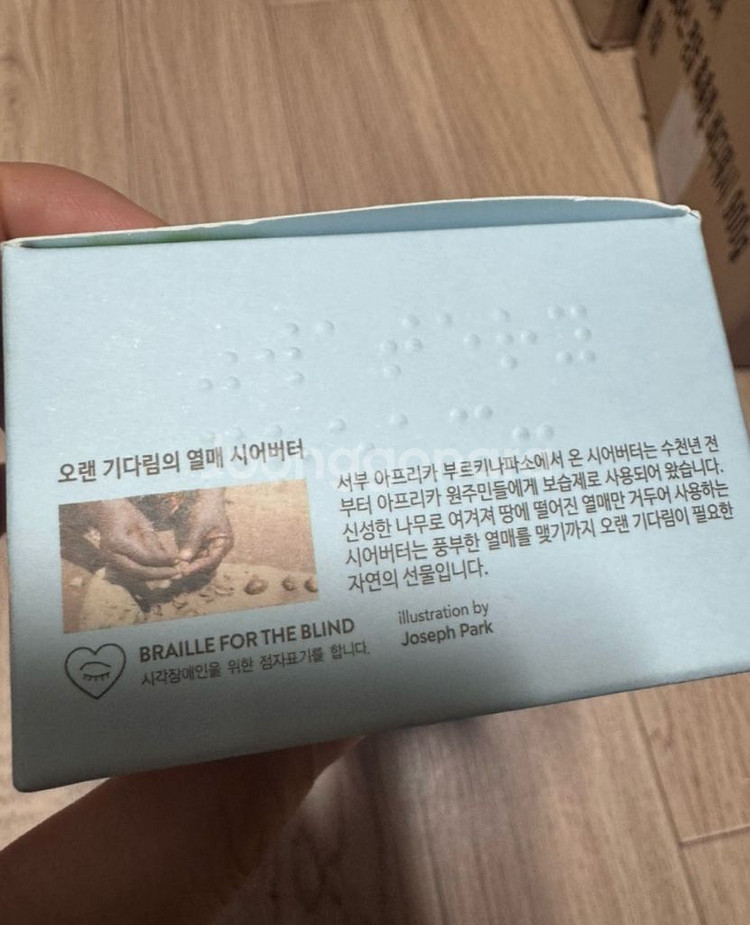 오랜 기다림의 열매 시어버터
서부 아프리카 부르키나파소에서 온 시어버터는 수천년 전
부터 아프리카 원주민들에게 보습제로 사용되어 왔습니다.
신성한 나무로 여겨져 땅에 떨어진 열매만 거두어 사용하는
시어버터는 풍부한 열매를 맺기까지 오랜 기다림이 필요한
자연의 선물입니다.
BRAILLE FOR THE BLIND
시각장애인을 위한 점자표기를 합니다.
illustration by
Joseph Park